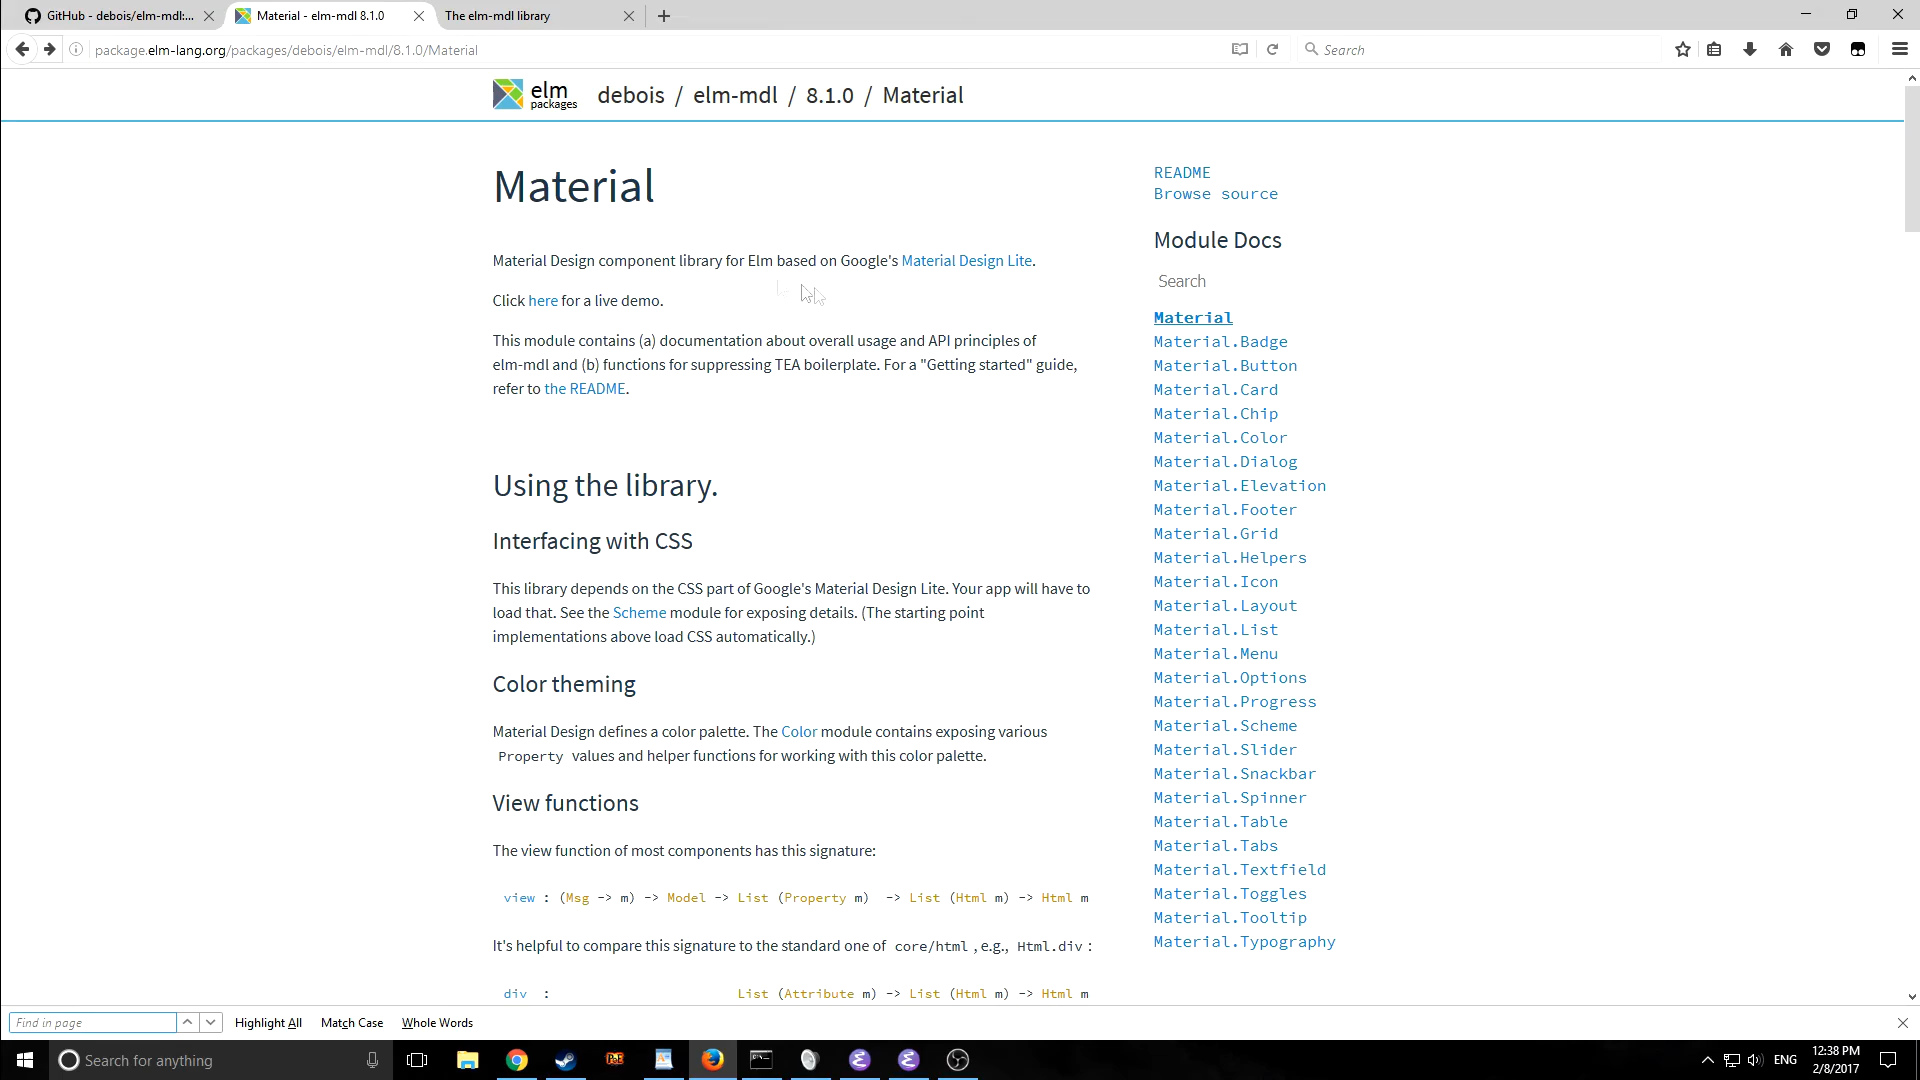 GitHub - debois/elm-mdl:...
Material - elm-mdl 8.1.0
The elm-mdl library
package.elm-lang.org/packages/debois/elm-mdl/8.1.0/Material
Search
elm
packages
debois / elm-mdl / 8.1.0 / Material
Material
Material Design component library for Elm based on Google's Material Design Lite.
Click here for a live demo.
This module contains (a) documentation about overall usage and API principles of
elm-mdl and (b) functions for suppressing TEA boilerplate. For a "Getting started" guide,
refer to the README.
Using the library.
Interfacing with CSS
This library depends on the CSS part of Google's Material Design Lite. Your app will have to
load that. See the Scheme module for exposing details. (The starting point
implementations above load CSS automatically.)
Color theming
Material Design defines a color palette. The Color module contains exposing various
Property values and helper functions for working with this color palette.
View functions
The view function of most components has this signature:
view : (Msg -> m) -> Model -> List (Property m)  -> List (Html m) -> Html m
It's helpful to compare this signature to the standard one of core/html , e.g., Html.div :
div  :                        List (Attribute m) -> List (Html m) -> Html m
README
Browse source
Module Docs
Search
Material
Material.Badge
Material.Button
Material.Card
Material.Chip
Material.Color
Material.Dialog
Material.Elevation
Material.Footer
Material.Grid
Material.Helpers
Material.Icon
Material.Layout
Material.List
Material.Menu
Material.Options
Material.Progress
Material.Scheme
Material.Slider
Material.Snackbar
Material.Spinner
Material.Table
Material.Tabs
Material.Textfield
Material.Toggles
Material.Tooltip
Material.Typography
Find in page
Highlight All
Match Case
Whole Words
Search for anything
ENG
12:38 PM
2/8/2017